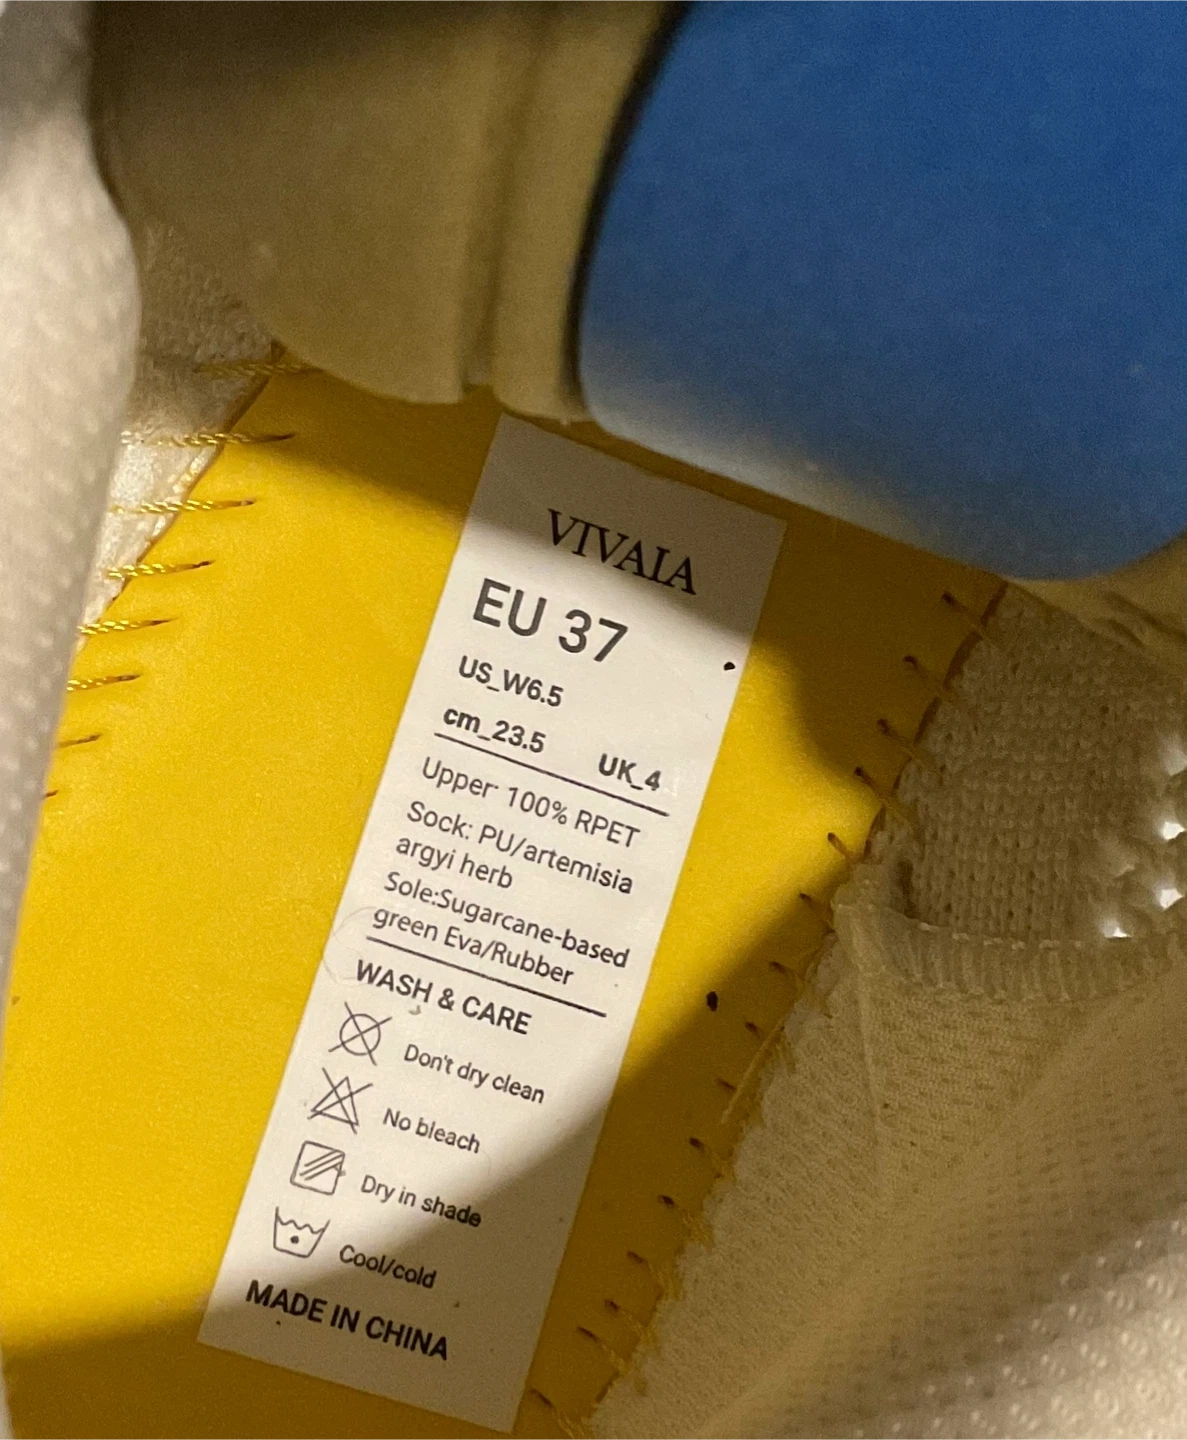 VIVAIA
EU 37
US_W6.5
cm_23.5 UK_4
Upper: 100% RPET
Sock: PU/artemisia
argyi herb
Sole:Sugarcane-based
green Eva/Rubber
WASH & CARE
Don't dry clean
No bleach
Dry in shade
Cool/cold
MADE IN CHINA